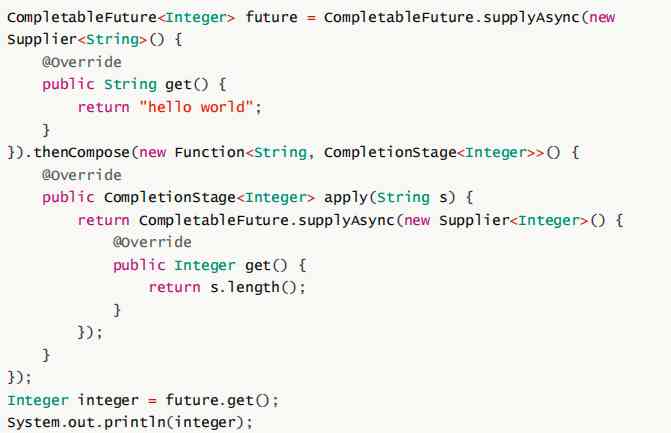 CompletableFuture<Integer> future = CompletableFuture.supplyAsync(new
Supplier<String>() {
    @Override
    public String get() {
        return "hello world";
    }
}).thenCompose(new Function<String, CompletionStage<Integer>>() {
    @Override
    public CompletionStage<Integer> apply(String s) {
        return CompletableFuture.supplyAsync(new Supplier<Integer>() {
            @Override
            public Integer get() {
                return s.length();
            }
        });
    }
});
Integer integer = future.get();
System.out.println(integer);